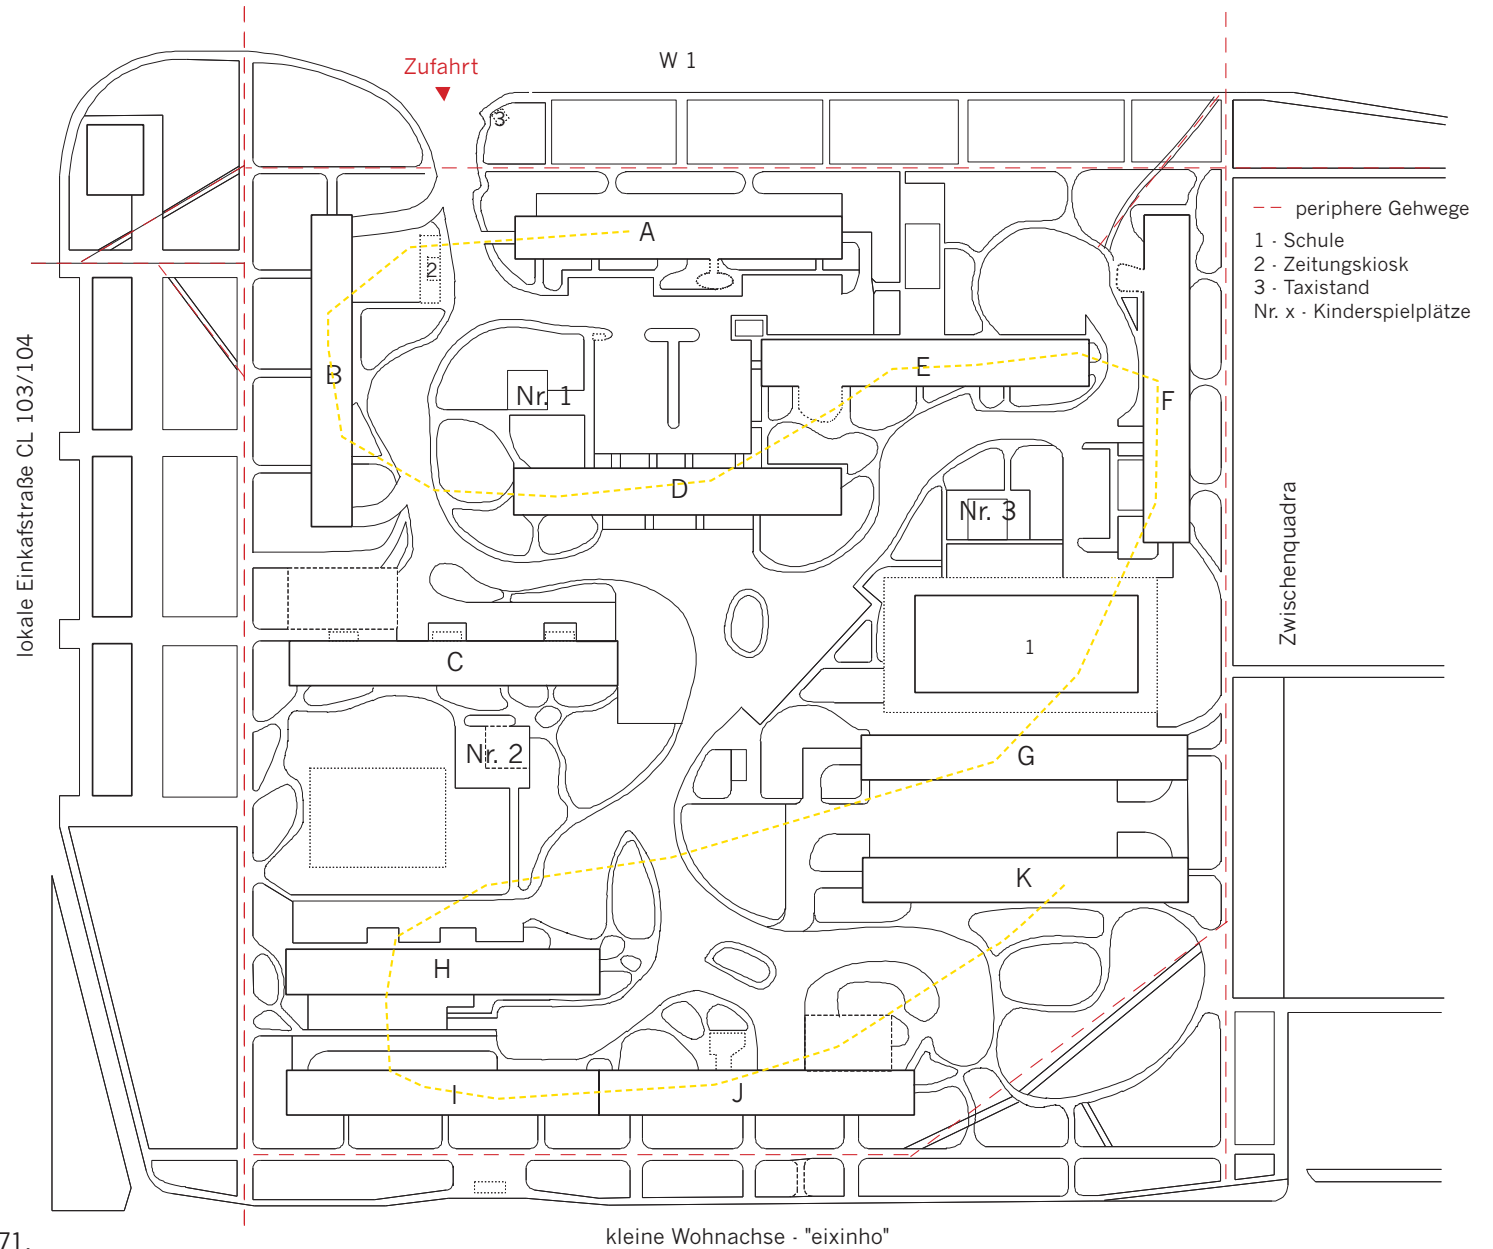 W 1
Zufahrt
3
A
2
B
E
F
Nr. 1
D
Nr. 3
C
1
Nr. 2
G
K
H
I
J
-- periphere Gehwege
1 - Schule
2 - Zeitungskiosk
3 - Taxistand
Nr. x - Kinderspielplätze
lokale Einkafstraße CL 103/104
Zwischenquadra
kleine Wohnachse - "eixinho"
71.